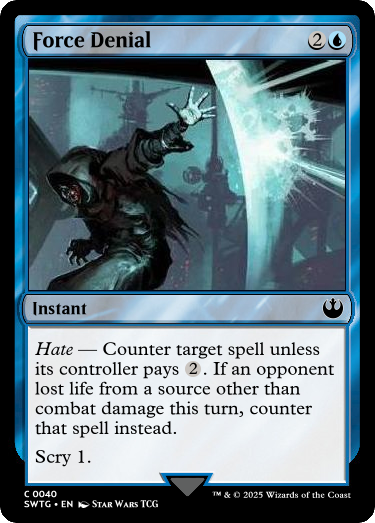 Force Denial 2
Instant
Hate — Counter target spell unless
its controller pays 2. If an opponent
lost life from a source other than
combat damage this turn, counter
that spell instead.
Scry 1.
C 0040
SWTG • EN Star Wars TCG
™ & © 2025 Wizards of the Coast